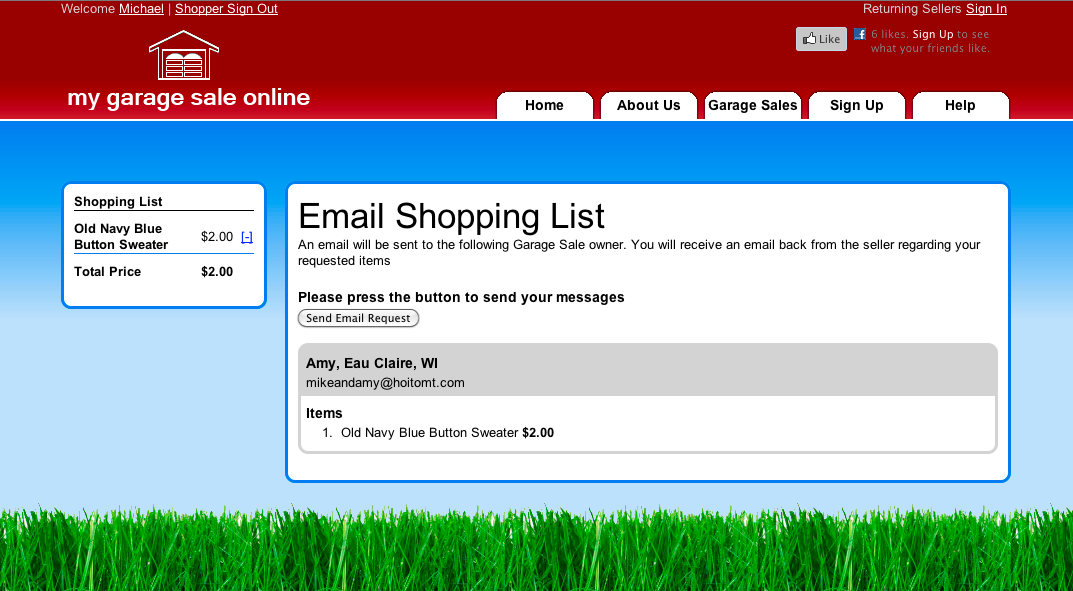 Welcome Michael | Shopper Sign Out
Returning Sellers Sign In
Like
6 likes. Sign Up to see
what your friends like.
my garage sale online
Home
About Us
Garage Sales
Sign Up
Help
Shopping List
Old Navy Blue
Button Sweater
$2.00 [-]
Total Price $2.00
Email Shopping List
An email will be sent to the following Garage Sale owner. You will receive an email back from the seller regarding your
requested items
Please press the button to send your messages
Send Email Request
Amy, Eau Claire, WI
mikeandamy@hoitomt.com
Items
1. Old Navy Blue Button Sweater $2.00